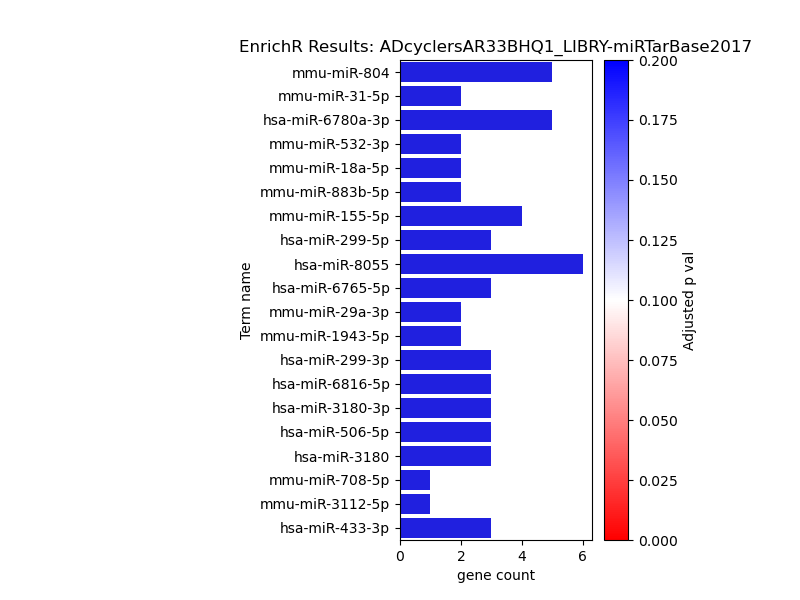 EnrichR Results: ADcyclersAR33BHQ1_LIBRY-miRTarBase2017
Term name
mmu-miR-804
mmu-miR-31-5p
hsa-miR-6780a-3p
mmu-miR-532-3p
mmu-miR-18a-5p
mmu-miR-883b-5p
mmu-miR-155-5p
hsa-miR-299-5p
hsa-miR-8055
hsa-miR-6765-5p
mmu-miR-29a-3p
mmu-miR-1943-5p
hsa-miR-299-3p
hsa-miR-6816-5p
hsa-miR-3180-3p
hsa-miR-506-5p
hsa-miR-3180
mmu-miR-708-5p
mmu-miR-3112-5p
hsa-miR-433-3p
0 2 4 6
gene count
0.200
0.175
0.150
0.125
0.100
0.075
0.050
0.025
0.000
Adjusted p val